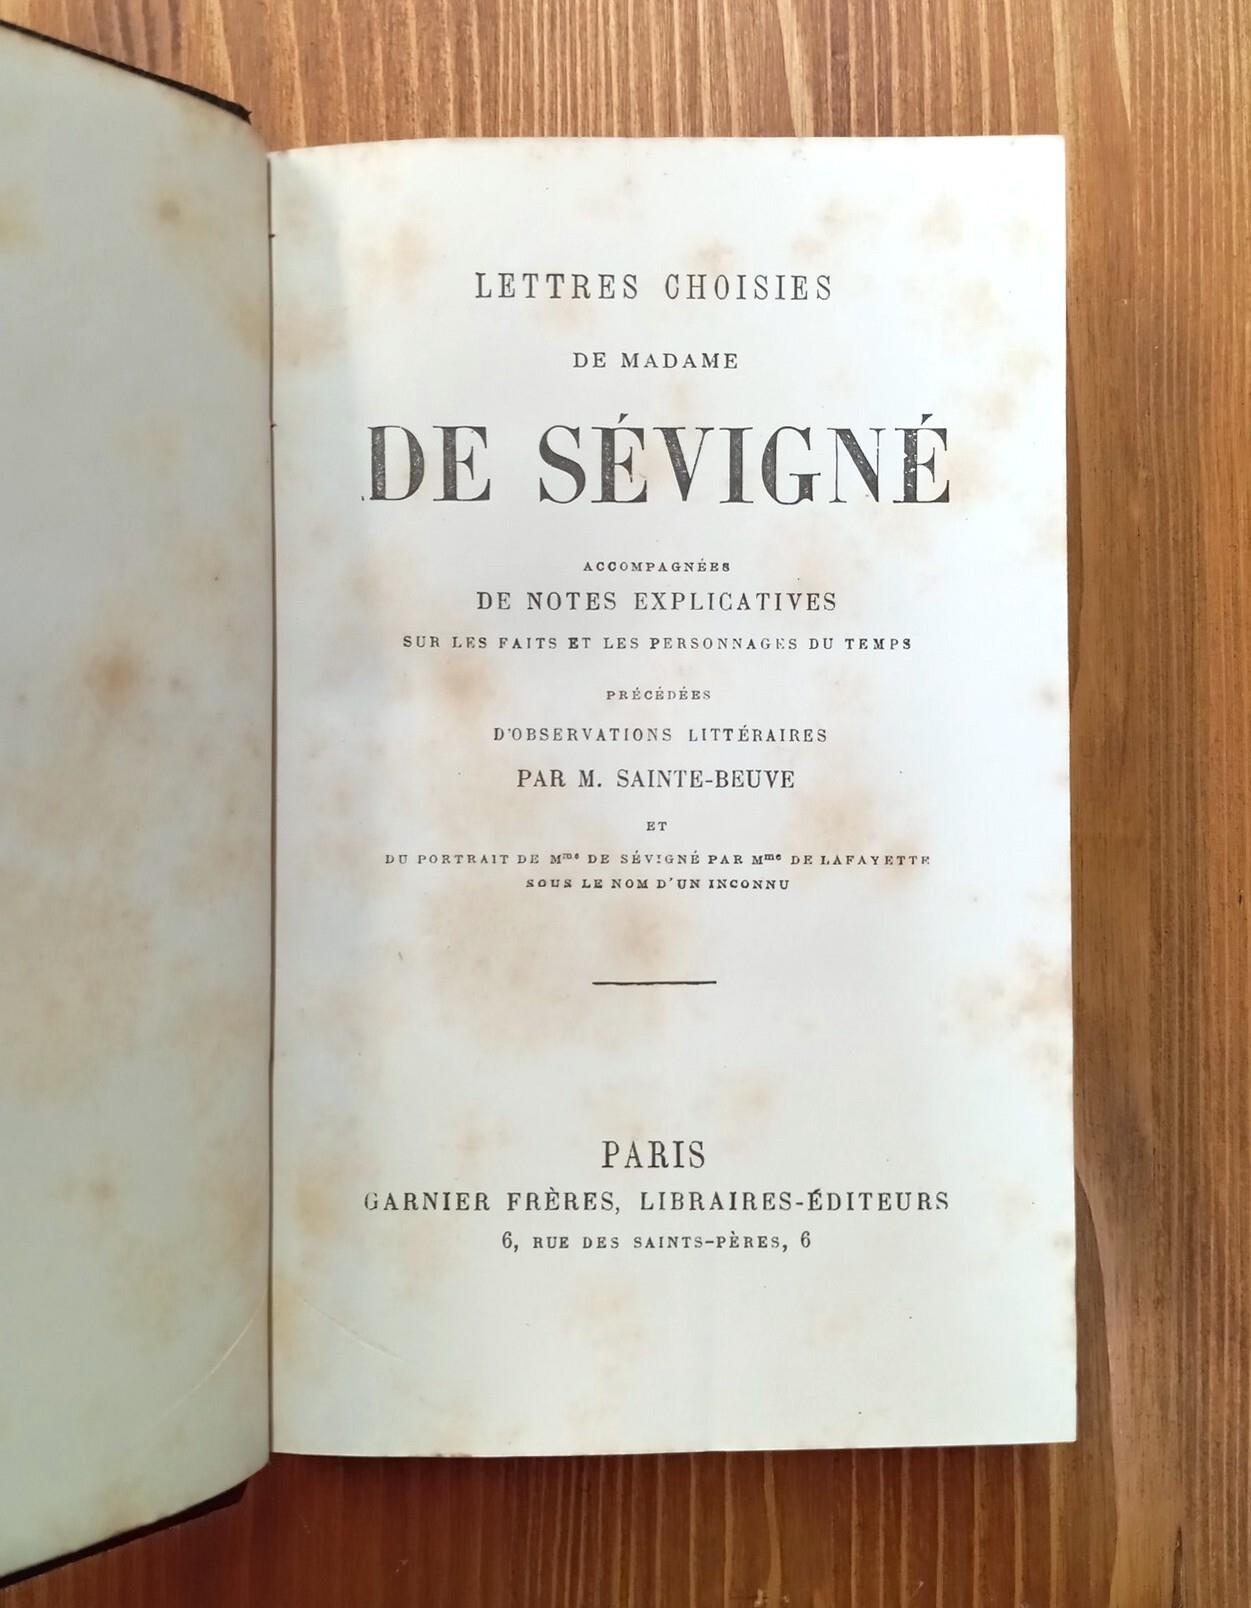 LETTRES CHOISIES
DE MADAME
DE SÉVIGNÉ
ACCOMPAGNÉES
DE NOTES EXPLICATIVES
SUR LES FAITS ET LES PERSONNAGES DU TEMPS
PRÉCÉDÉES
D'OBSERVATIONS LITTÉRAIRES
PAR M. SAINTE-BEUVE
ET
DU PORTRAIT DE Mme DE SÉVIGNÉ PAR Mme DE LAFAYETTE
SOUS LE NOM D'UN INCONNU
PARIS
GARNIER FRÈRES, LIBRAIRES-ÉDITEURS
6, RUE DES SAINTS-PÈRES, 6